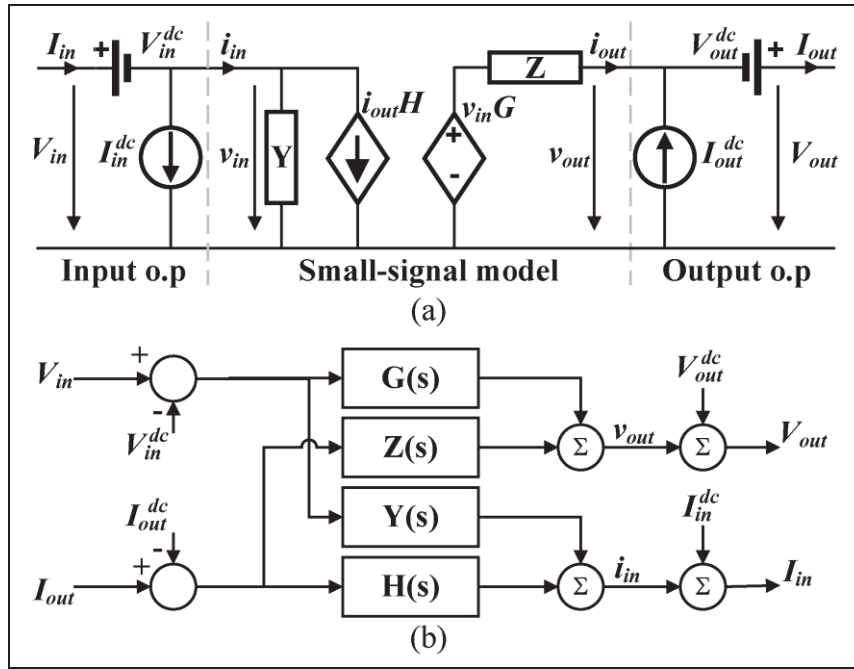 I_in + V_in^dc i_in i_out V_out^dc + I_out
Z
i_out H v_in G
V_in I_in^dc v_in Y + - v_out I_out^dc V_out
Input o.p Small-signal model Output o.p
(a)
V_in + G(s) V_out^dc
- V_in^dc Z(s) Σ v_out Σ V_out
I_out^dc Y(s) I_in^dc
-
I_out + H(s) Σ i_in Σ I_in
(b)